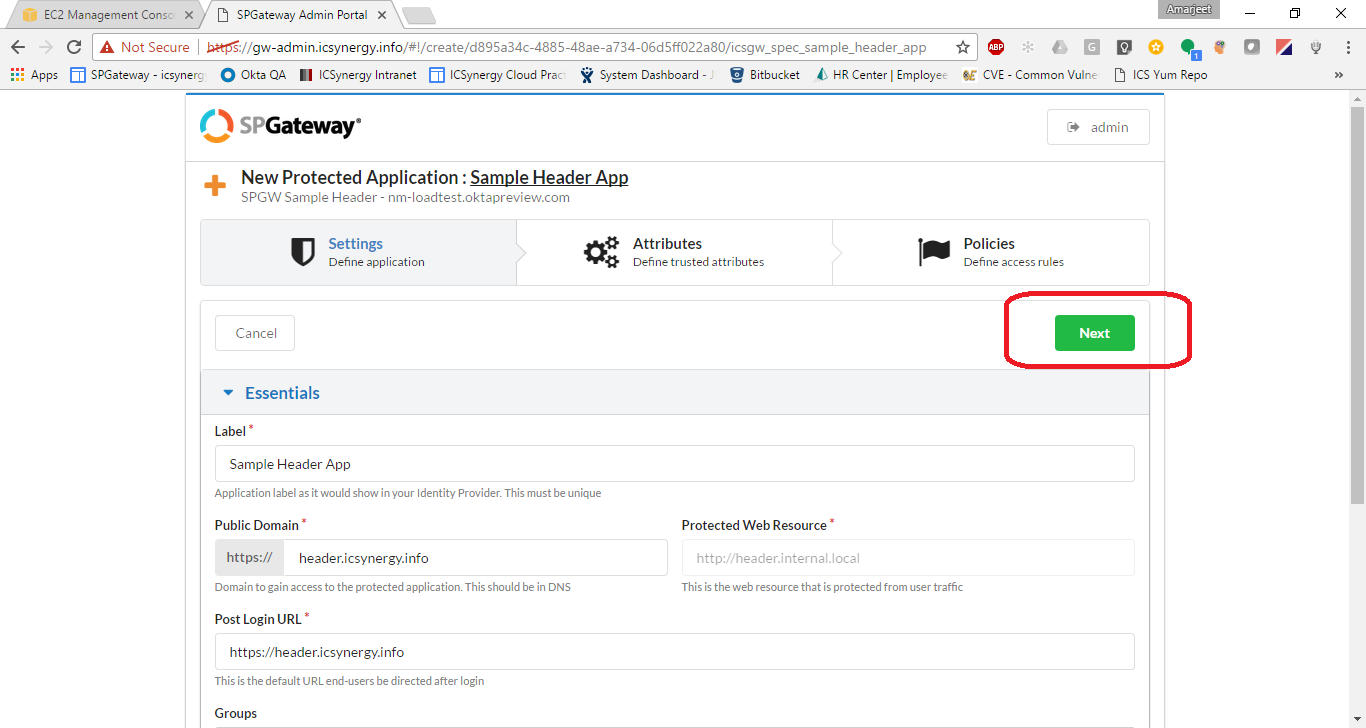 EC2 Management Conso
SPGateway Admin Portal
Amarjeet
Not Secure https://gw-admin.icsynergy.info/#!/create/d895a34c-4885-48ae-a734-06d5ff022a80/icsgw_spec_sample_header_app
ABP
G
1
Apps SPGateway - icsynerg Okta QA ICSynergy Intranet ICSynergy Cloud Prac System Dashboard - J Bitbucket HR Center | Employee CVE - Common Vulne ICS Yum Repo »
SPGateway®
admin
New Protected Application : Sample Header App
SPGW Sample Header - nm-loadtest.oktapreview.com
Settings
Define application
Attributes
Define trusted attributes
Policies
Define access rules
Cancel
Next
Essentials
Label *
Sample Header App
Application label as it would show in your Identity Provider. This must be unique
Public Domain *
https:// header.icsynergy.info
Domain to gain access to the protected application. This should be in DNS
Protected Web Resource *
http://header.internal.local
This is the web resource that is protected from user traffic
Post Login URL *
https://header.icsynergy.info
This is the default URL end-users be directed after login
Groups